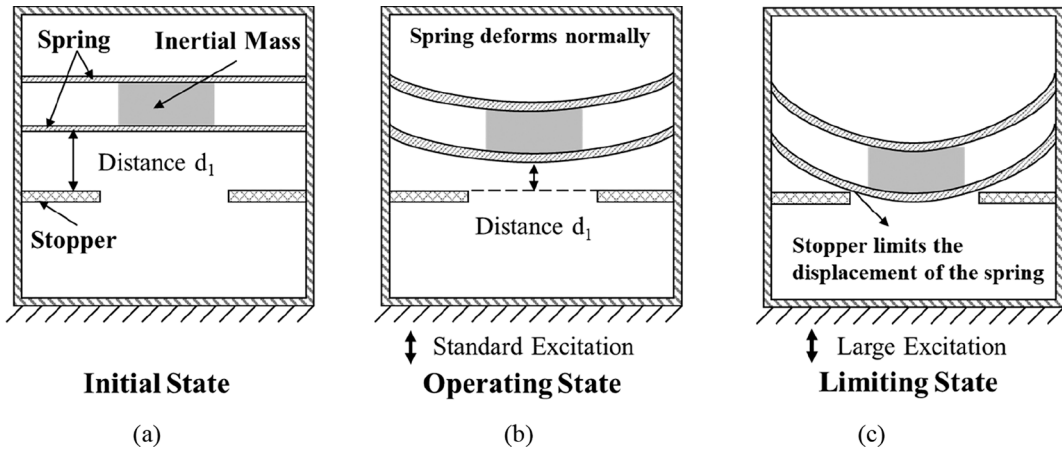 Spring
Inertial Mass
Distance d₁
Stopper
Initial State
(a)
Spring deforms normally
Distance d₁
Standard Excitation
Operating State
(b)
Stopper limits the
displacement of the spring
Large Excitation
Limiting State
(c)